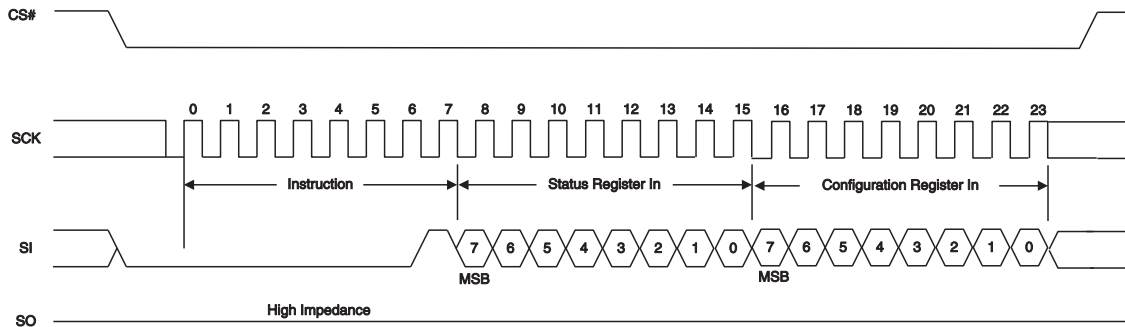 CS#
0 1 2 3 4 5 6 7 8 9 10 11 12 13 14 15 16 17 18 19 20 21 22 23
SCK
Instruction Status Register In Configuration Register In
SI 7 6 5 4 3 2 1 0 7 6 5 4 3 2 1 0
MSB MSB
High Impedance
SO